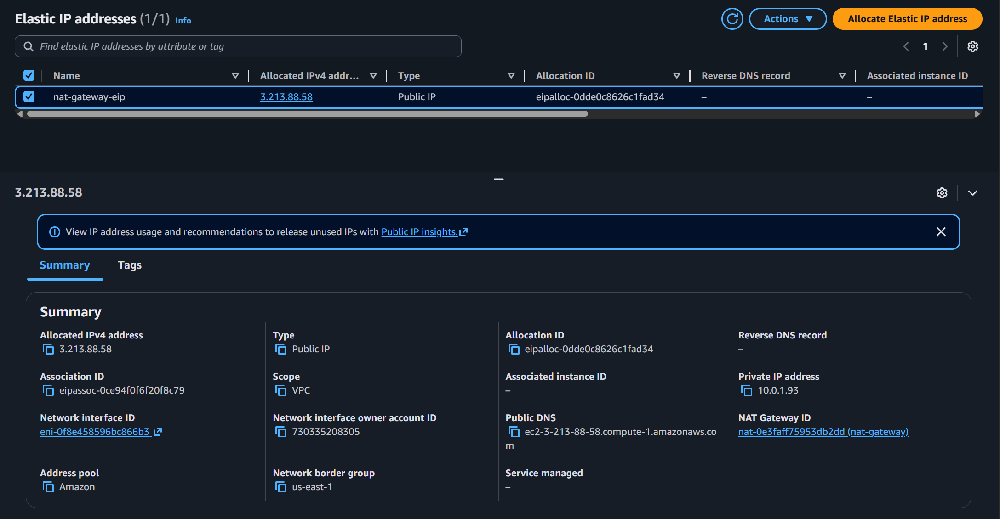 Elastic IP addresses (1/1) Info
Actions
Allocate Elastic IP address
Find elastic IP addresses by attribute or tag
1
Name Allocated IPv4 addr... Type Allocation ID Reverse DNS record Associated instance ID
nat-gateway-eip 3.213.88.58 Public IP eipalloc-0dde0c8626c1fad34 – –
3.213.88.58
View IP address usage and recommendations to release unused IPs with Public IP insights.
Summary Tags
Summary
Allocated IPv4 address Type Allocation ID Reverse DNS record
3.213.88.58 Public IP eipalloc-0dde0c8626c1fad34 –
Association ID Scope Associated instance ID Private IP address
eipassoc-0ce94f0f6f20f8c79 VPC – 10.0.1.93
Network interface ID Network interface owner account ID Public DNS NAT Gateway ID
eni-0f8e458596bc866b3 730335208305 ec2-3-213-88-58.compute-1.amazonaws.co nat-0e3faff75953db2dd (nat-gateway)
m
Address pool Network border group Service managed
Amazon us-east-1 –